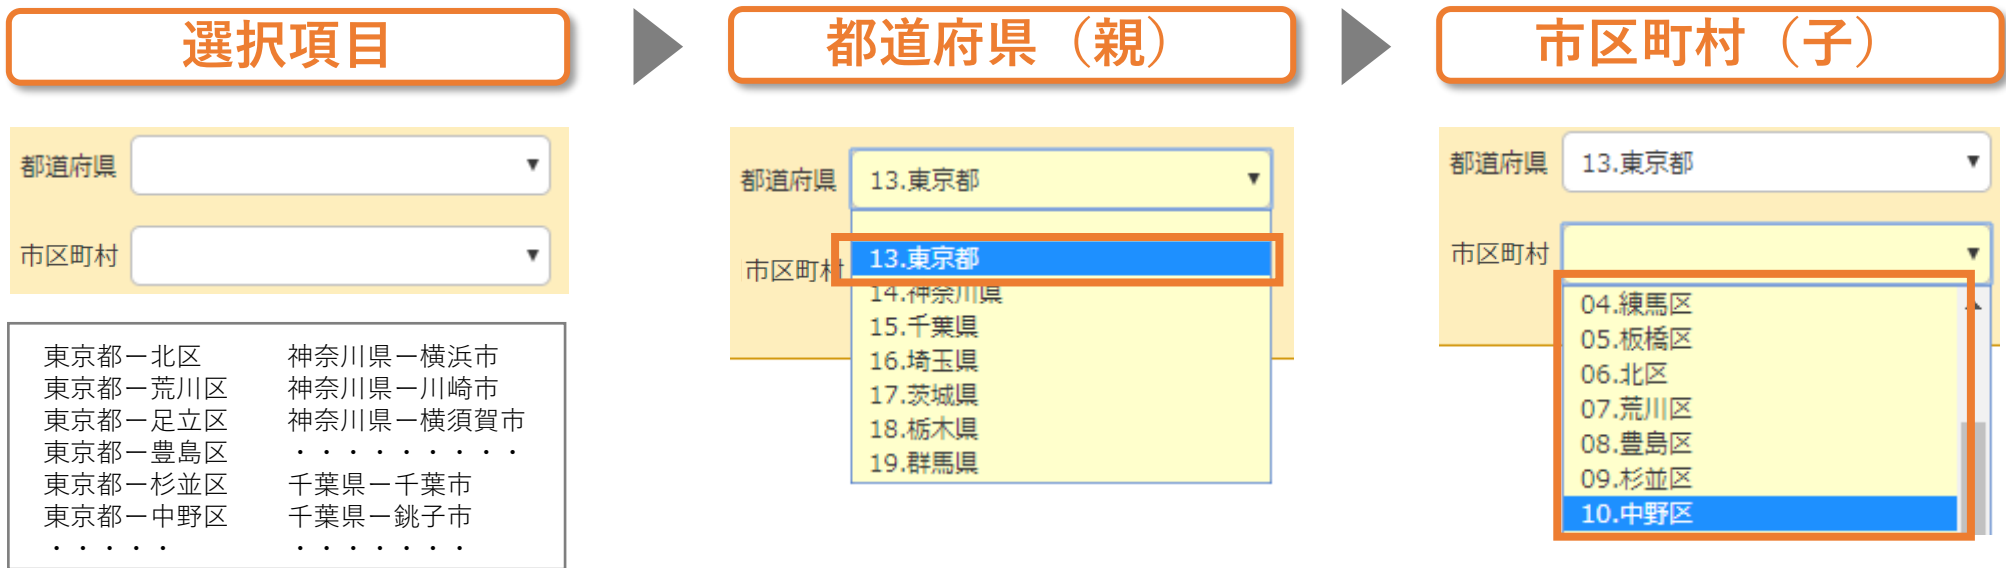 選択項目
都道府県
市区町村
東京都ー北区 神奈川県ー横浜市
東京都ー荒川区 神奈川県ー川崎市
東京都ー足立区 神奈川県ー横須賀市
東京都ー豊島区 ・・・・・・・・・
東京都ー杉並区 千葉県ー千葉市
東京都ー中野区 千葉県ー銚子市
・・・・・ ・・・・・・・
都道府県（親）
都道府県 13.東京都
市区町村
13.東京都
14.神奈川県
15.千葉県
16.埼玉県
17.茨城県
18.栃木県
19.群馬県
市区町村（子）
都道府県 13.東京都
市区町村
04.練馬区
05.板橋区
06.北区
07.荒川区
08.豊島区
09.杉並区
10.中野区